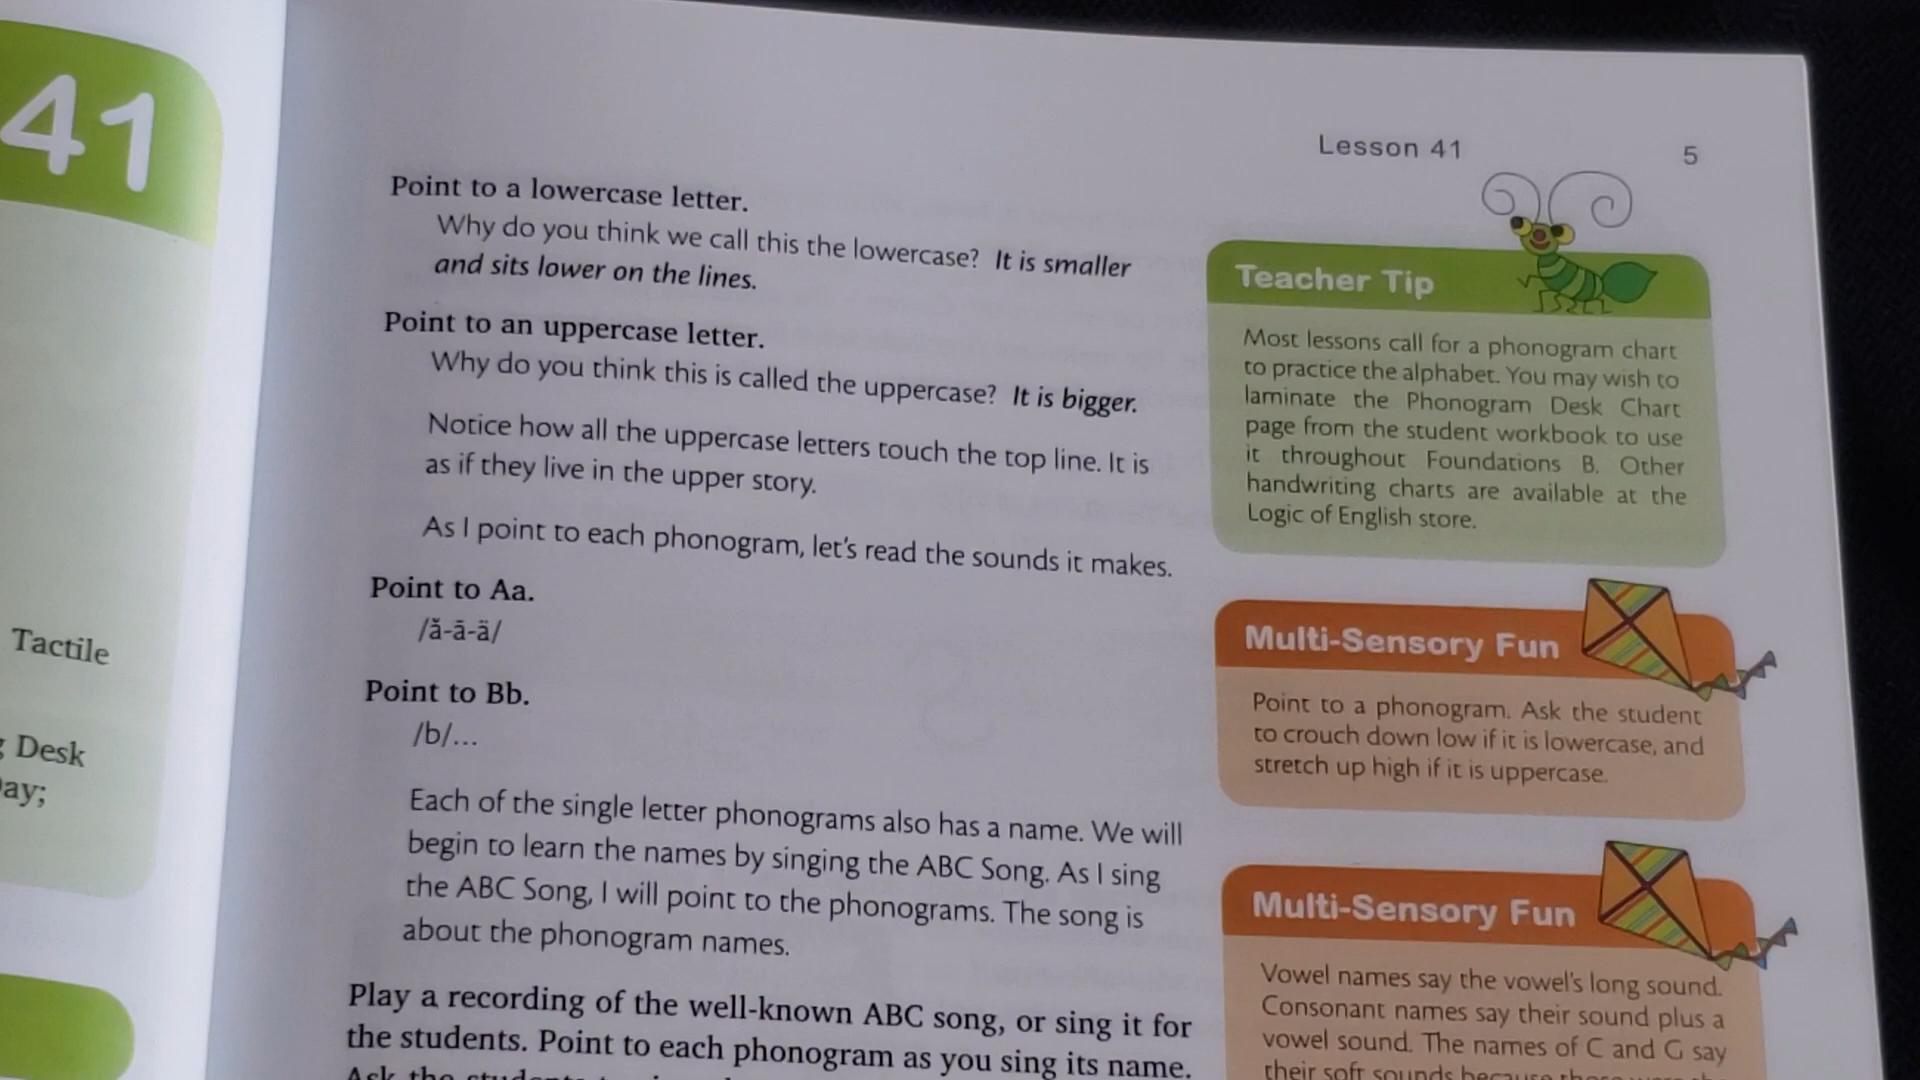 41
Tactile
Desk
Lesson 41
5
Point to a lowercase letter.
Why do you think we call this the lowercase? It is smaller
and sits lower on the lines.
Point to an uppercase letter.
Why do you think this is called the uppercase? It is bigger.
Notice how all the uppercase letters touch the top line. It is
as if they live in the upper story.
As I point to each phonogram, let's read the sounds it makes.
Point to Aa.
/ă-ā-ä/
Point to Bb.
/b/...
Each of the single letter phonograms also has a name. We will
begin to learn the names by singing the ABC Song. As I sing
the ABC Song, I will point to the phonograms. The song is
about the phonogram names.
Play a recording of the well-known ABC song, or sing it for
the students. Point to each phonogram as you sing its name.
Ask the students
Teacher Tip
Most lessons call for a phonogram chart
to practice the alphabet. You may wish to
laminate the Phonogram Desk Chart
page from the student workbook to use
it throughout Foundations B. Other
handwriting charts are available at the
Logic of English store.
Multi-Sensory Fun
Point to a phonogram. Ask the student
to crouch down low if it is lowercase, and
stretch up high if it is uppercase.
Multi-Sensory Fun
Vowel names say the vowel's long sound.
Consonant names say their sound plus a
vowel sound. The names of C and G say
their soft sounds because